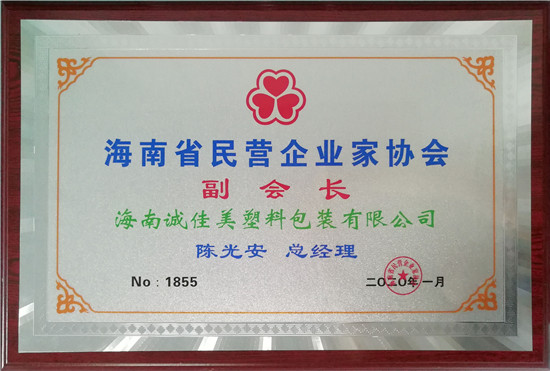 海南省民营企业家协会
副会长
海南诚佳美塑料包装有限公司
陈光安 总经理
No：1855 二〇二〇年一月